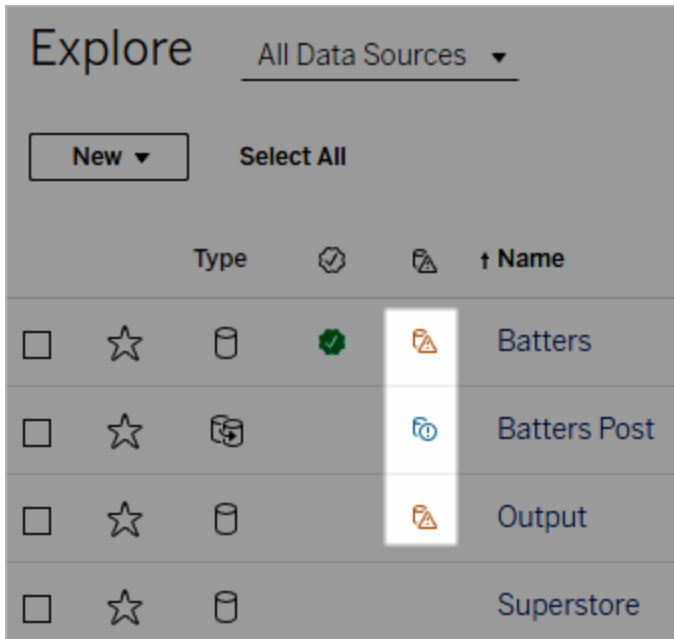 Explore All Data Sources
New Select All
Type Name
Batters
Batters Post
Output
Superstore